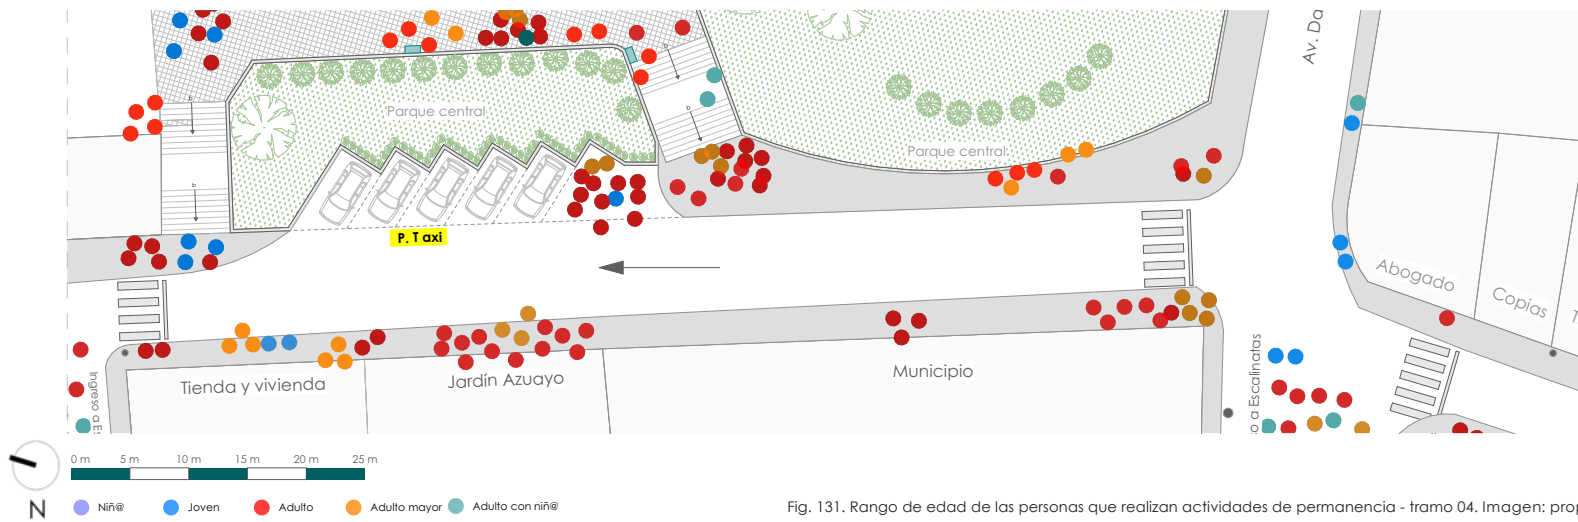 Av. Da
Parque central
Parque central
P. Taxi
Abogado
Copias
Tienda y vivienda
Jardín Azuayo
Municipio
Ingreso a Es
o a Escalinatas
0 m 5 m 10 m 15 m 20 m 25 m
N
Niñ@ Joven Adulto Adulto mayor Adulto con niñ@
Fig. 131. Rango de edad de las personas que realizan actividades de permanencia - tramo 04. Imagen: prop